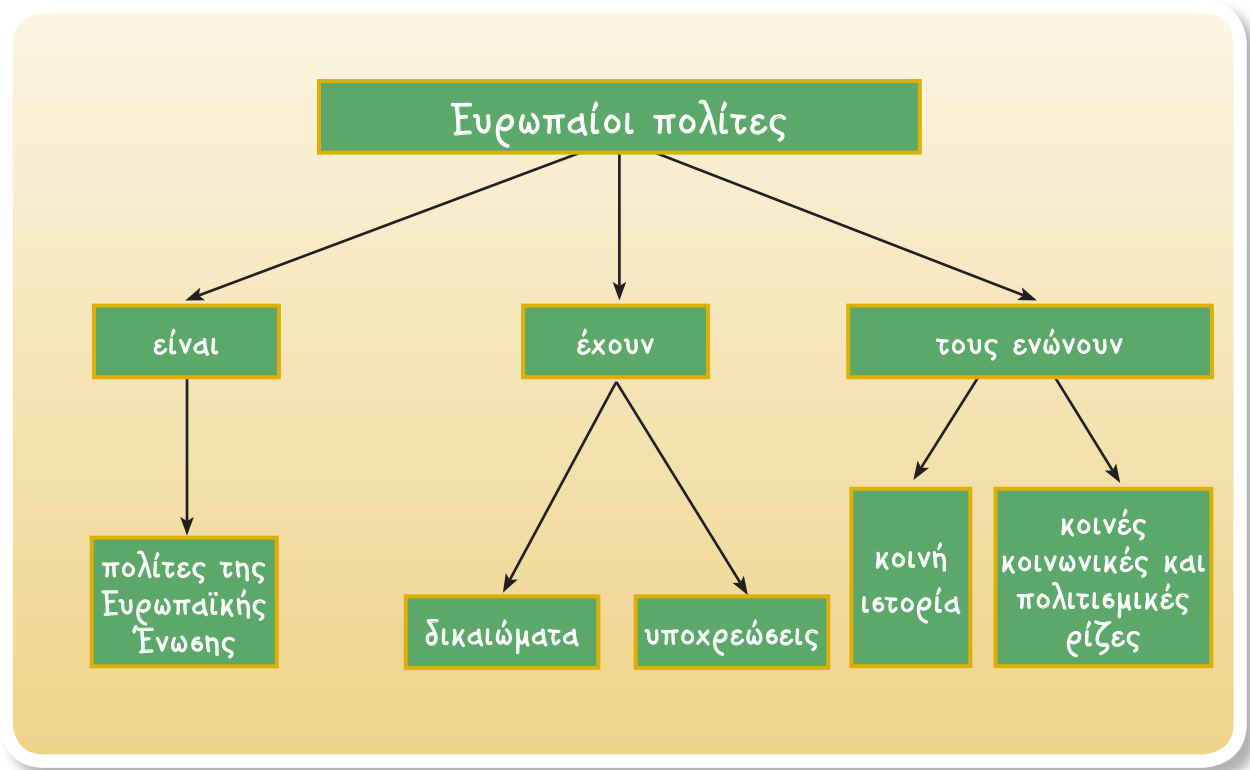 Ευρωπαίοι πολίτες
είναι
έχουν
τους ενώνουν
πολίτες της
Ευρωπαϊκής
Ένωσης
δικαιώματα
υποχρεώσεις
κοινή
ιστορία
κοινές
κοινωνικές και
πολιτισμικές
ρίζες